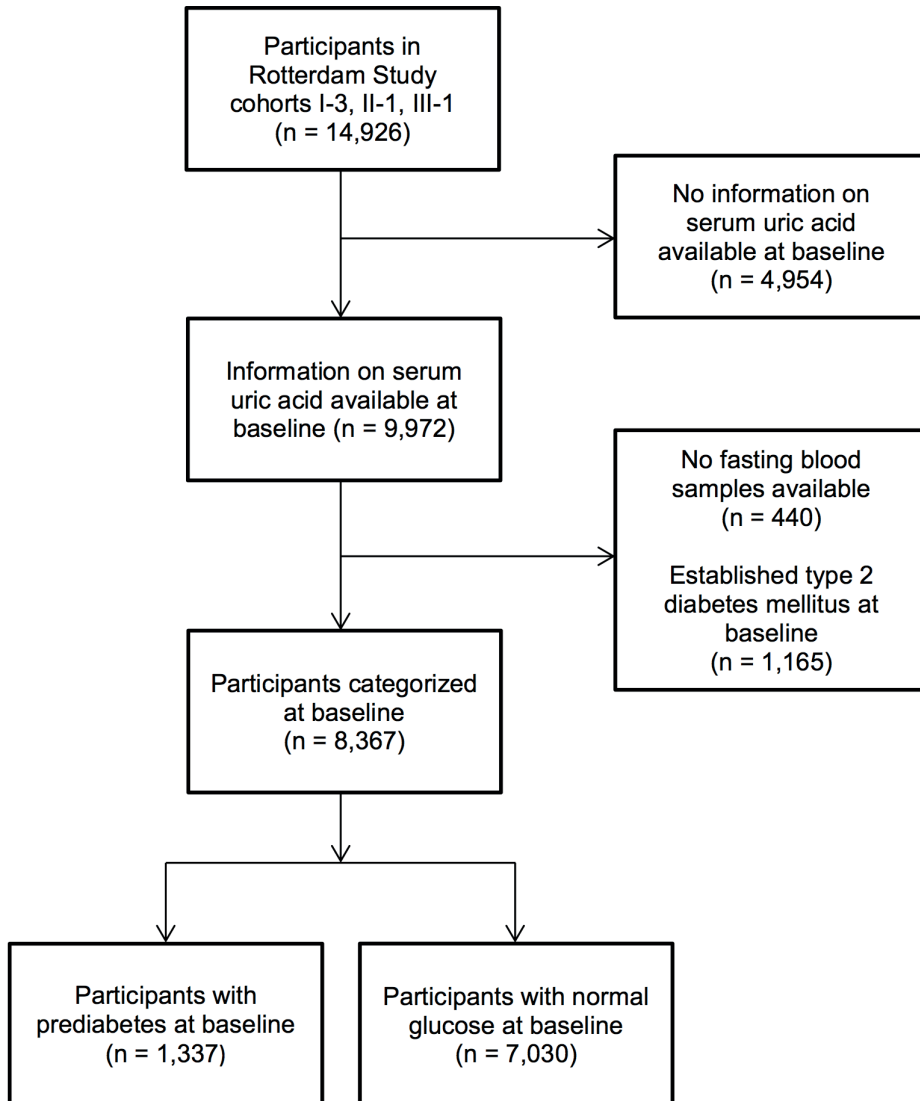 Participants in
Rotterdam Study
cohorts I-3, II-1, III-1
(n = 14,926)
No information on
serum uric acid
available at baseline
(n = 4,954)
Information on serum
uric acid available at
baseline (n = 9,972)
No fasting blood
samples available
(n = 440)
Established type 2
diabetes mellitus at
baseline
(n = 1,165)
Participants categorized
at baseline
(n = 8,367)
Participants with
prediabetes at baseline
(n = 1,337)
Participants with normal
glucose at baseline
(n = 7,030)